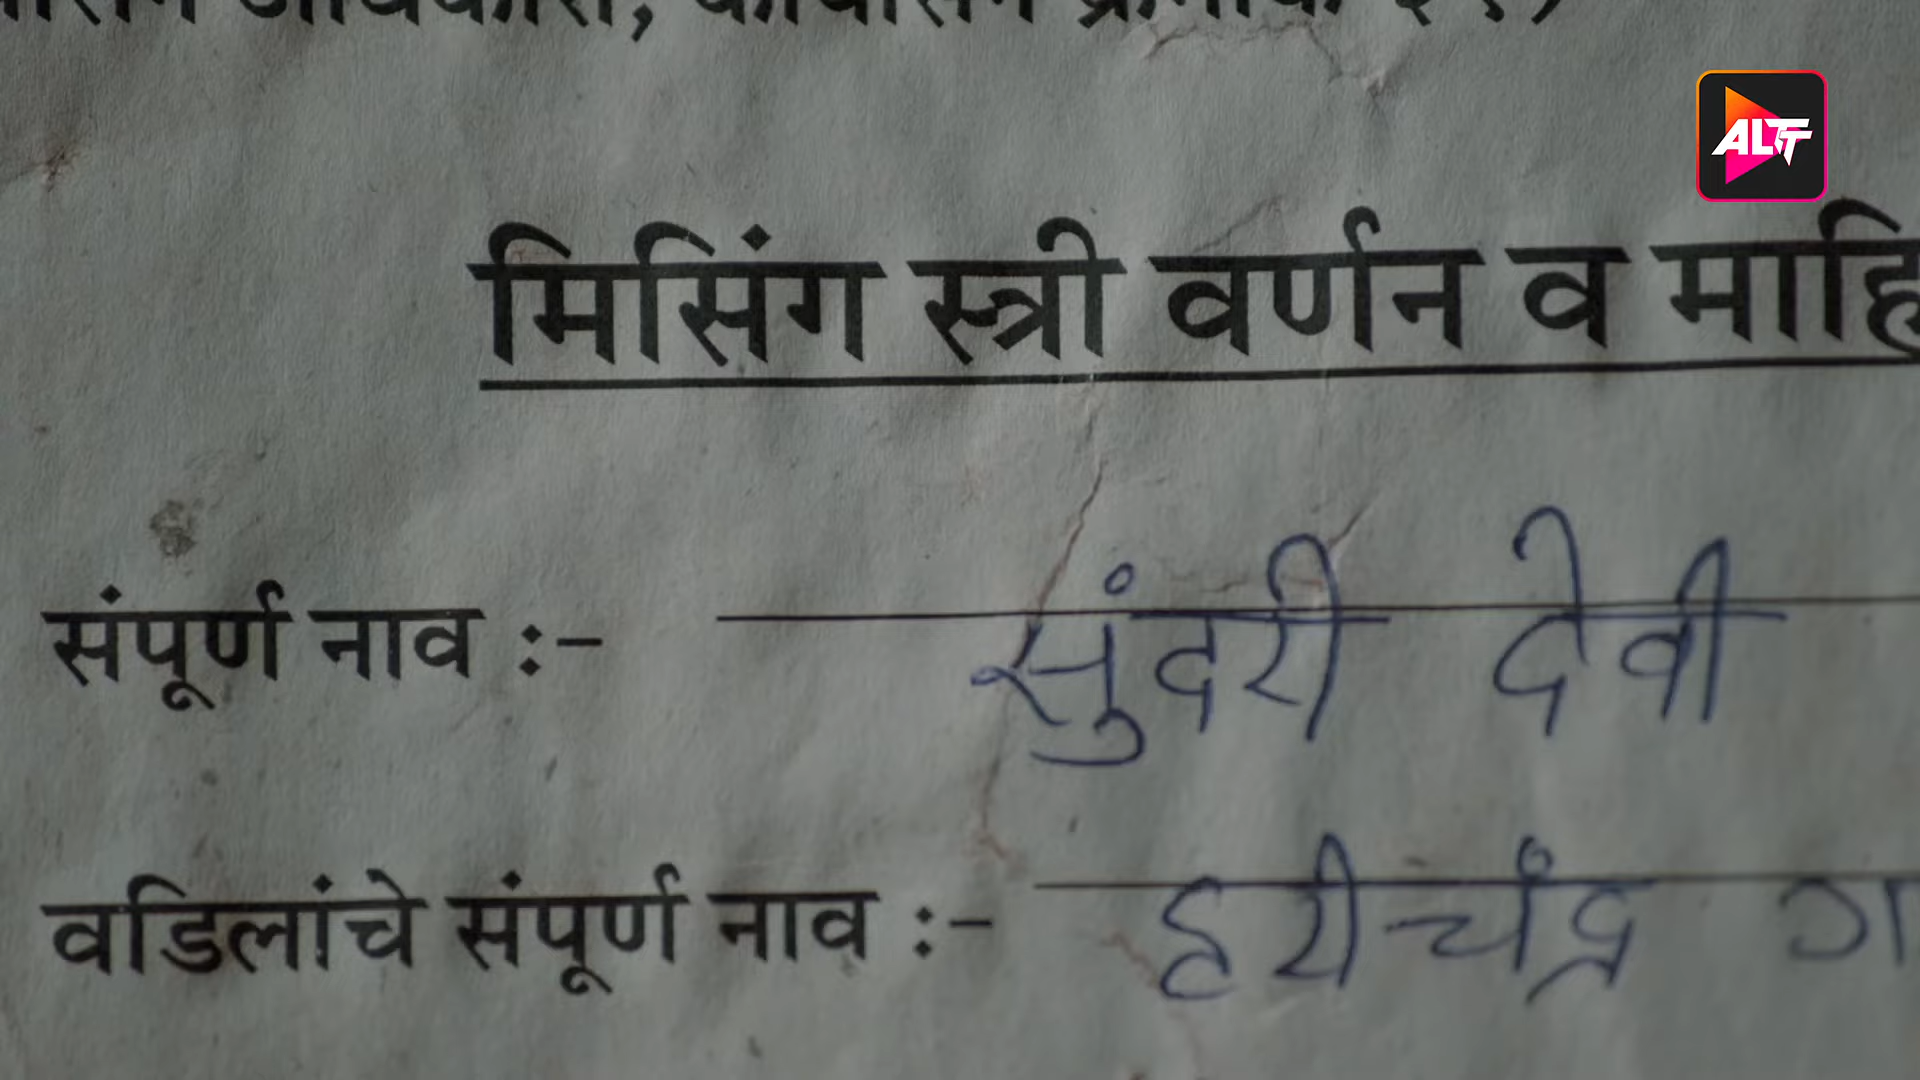 ALTT
मिसिंग स्त्री वर्णन व
संपूर्ण नाव :- सुंदरी देवी
वडिलांचे संपूर्ण नाव :- हरीचंद्र